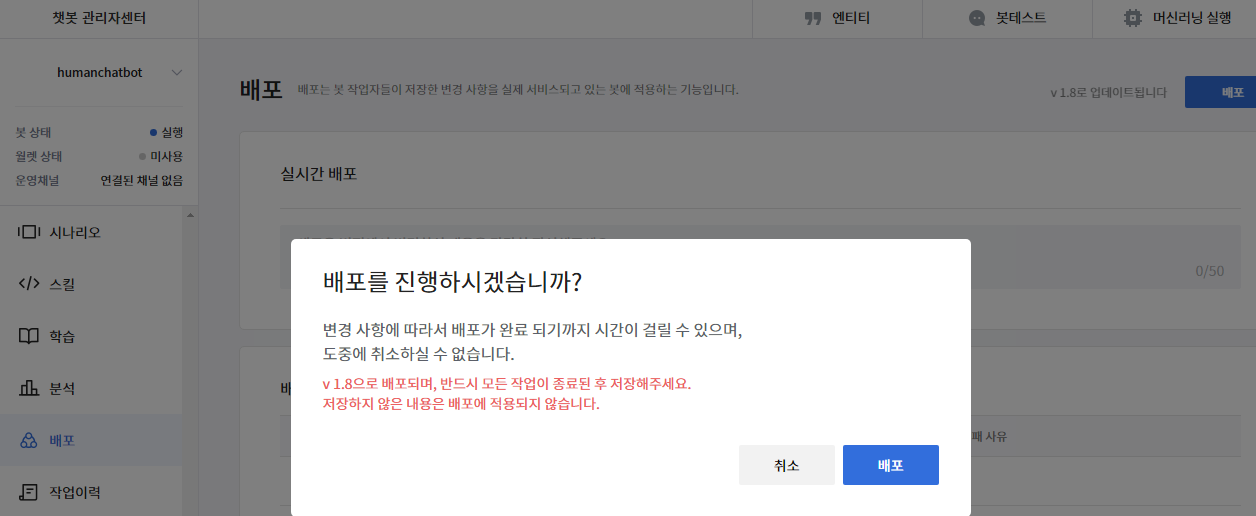 챗봇 관리자센터
엔티티
봇테스트
머신러닝 실행
humanchatbot
배포
배포는 봇 작업자들이 저장한 변경 사항을 실제 서비스되고 있는 봇에 적용하는 기능입니다.
v 1.8로 업데이트됩니다
배포
봇 상태
실행
월렛 상태
미사용
운영채널
연결된 채널 없음
실시간 배포
0/50
시나리오
스킬
학습
분석
배포
작업이력
배포를 진행하시겠습니까?
변경 사항에 따라서 배포가 완료 되기까지 시간이 걸릴 수 있으며,
도중에 취소하실 수 없습니다.
v 1.8으로 배포되며, 반드시 모든 작업이 종료된 후 저장해주세요.
저장하지 않은 내용은 배포에 적용되지 않습니다.
패 사유
취소
배포